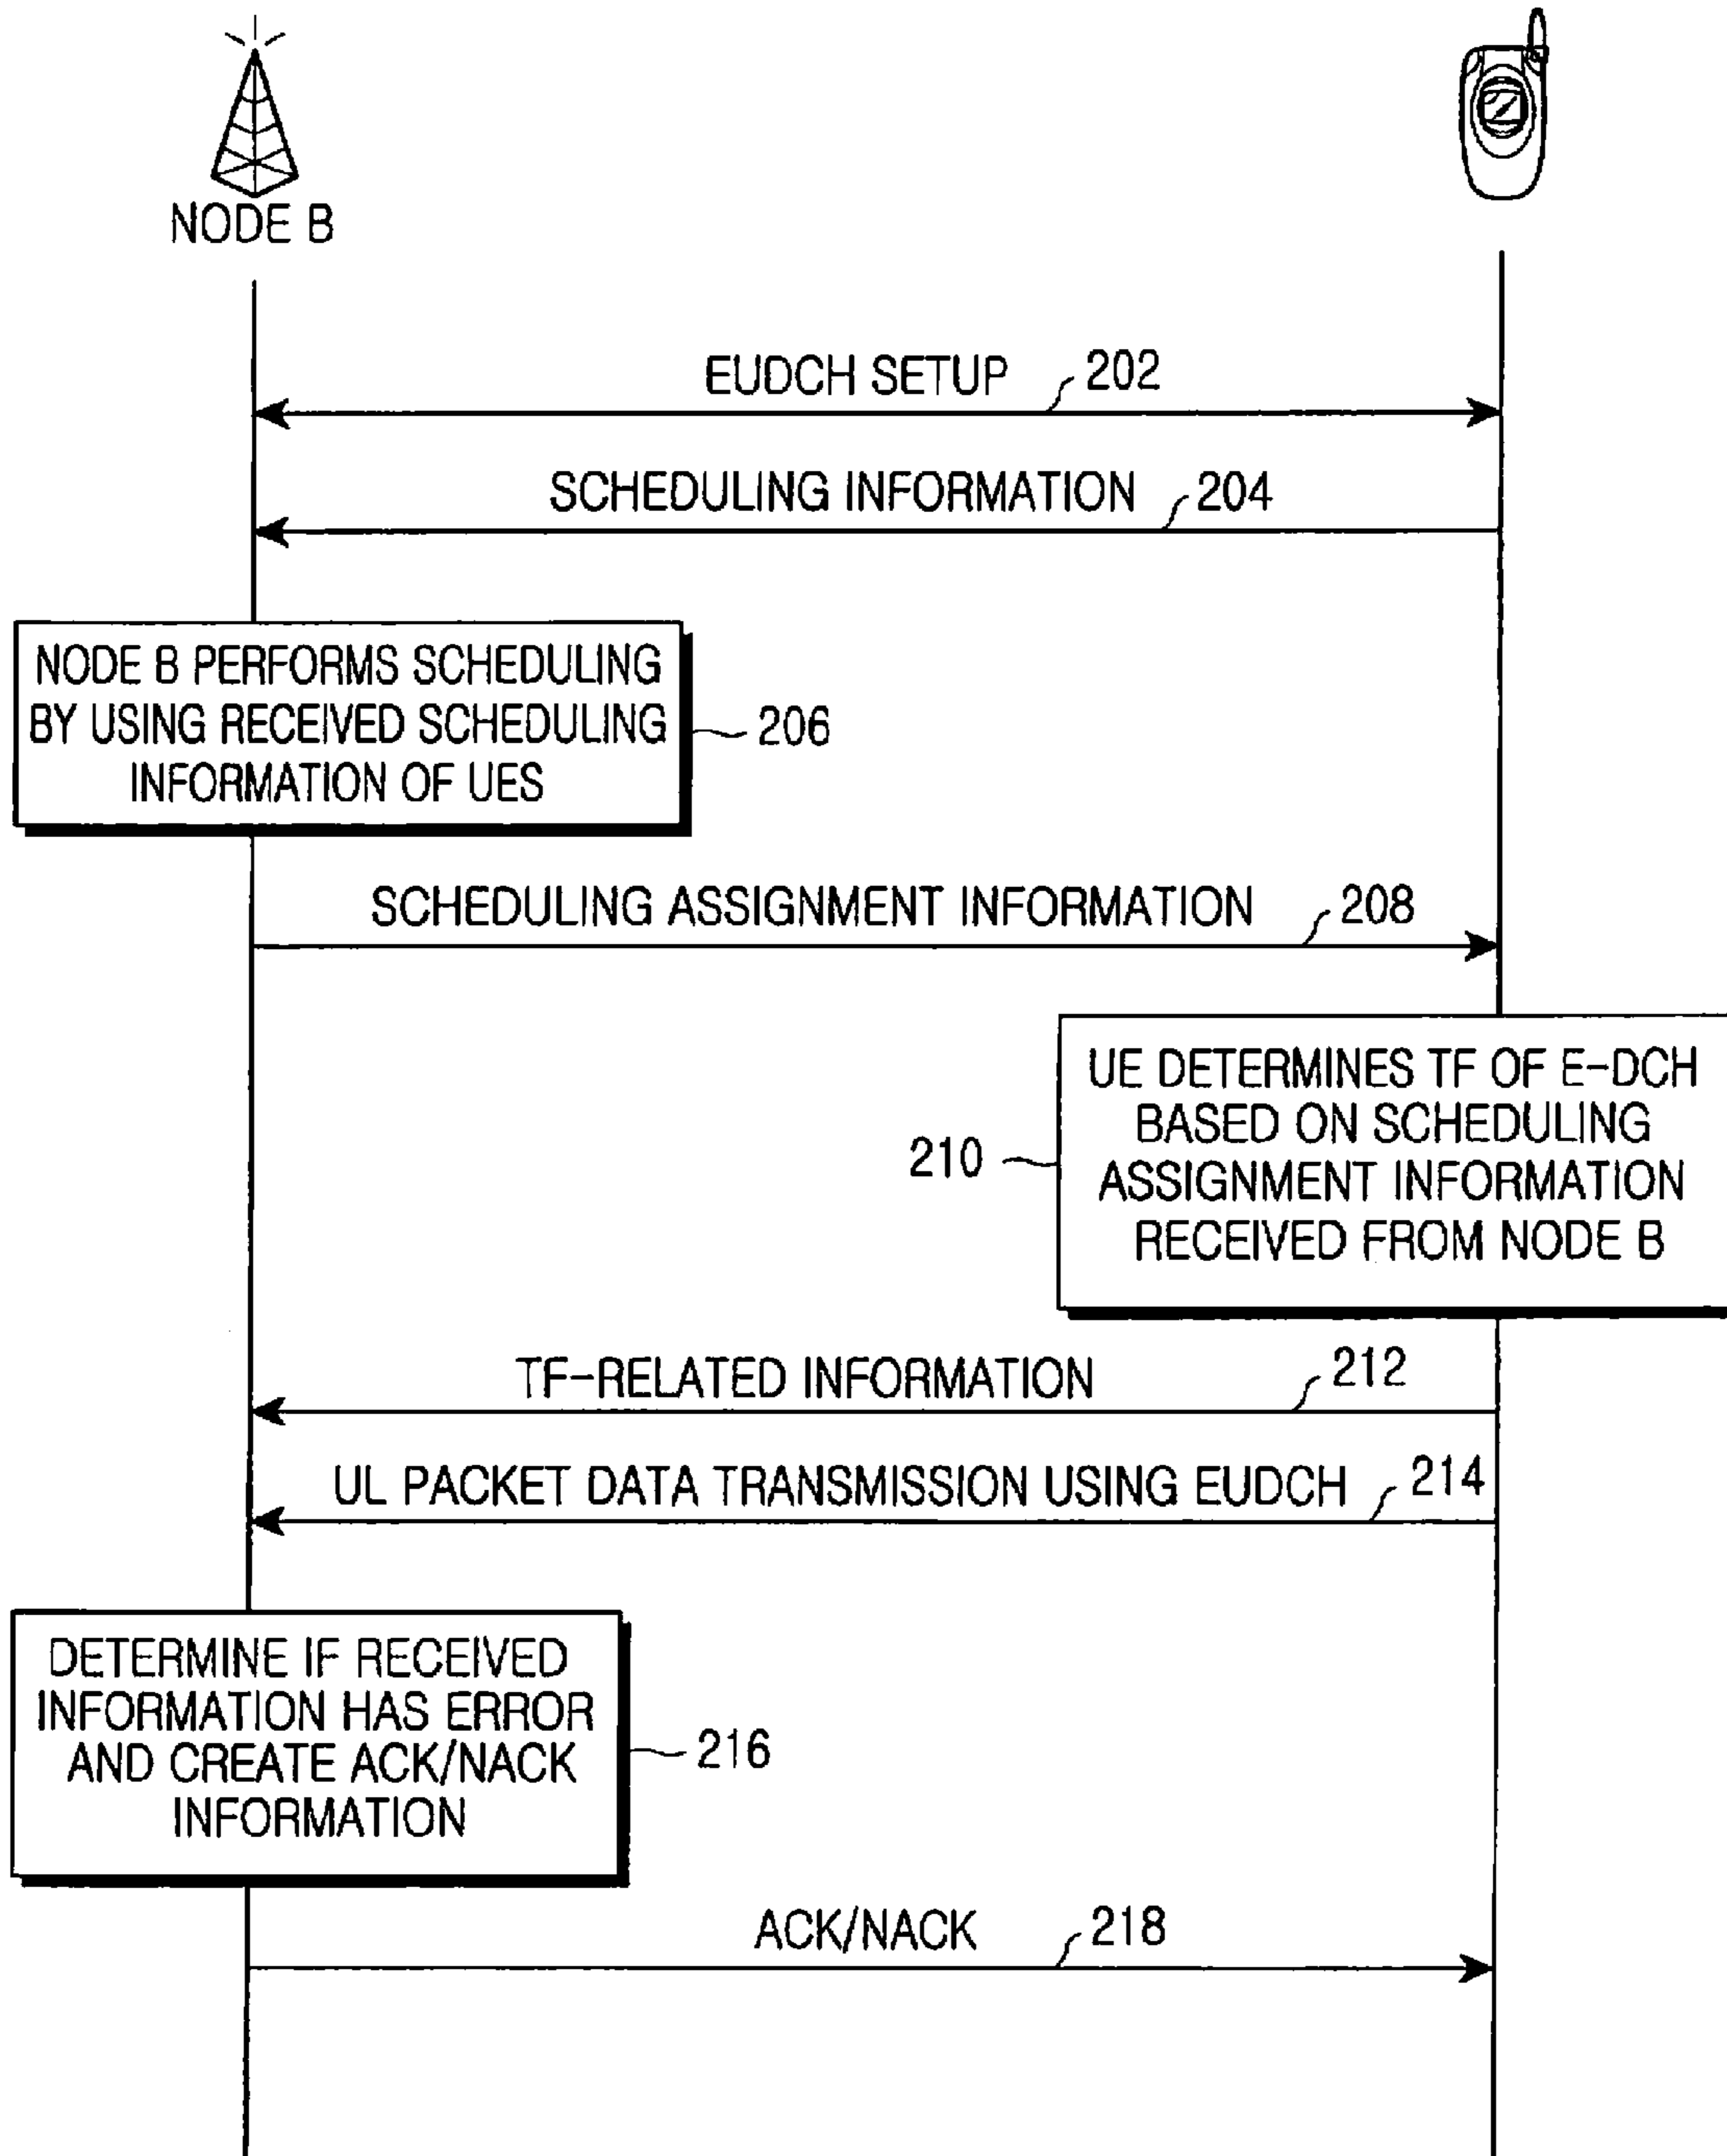 NODE B
EUDCH SETUP 202
SCHEDULING INFORMATION 204
NODE B PERFORMS SCHEDULING
BY USING RECEIVED SCHEDULING
INFORMATION OF UES
206
SCHEDULING ASSIGNMENT INFORMATION 208
UE DETERMINES TF OF E-DCH
BASED ON SCHEDULING
ASSIGNMENT INFORMATION
RECEIVED FROM NODE B
210
TF-RELATED INFORMATION 212
UL PACKET DATA TRANSMISSION USING EUDCH 214
DETERMINE IF RECEIVED
INFORMATION HAS ERROR
AND CREATE ACK/NACK
INFORMATION
216
ACK/NACK 218